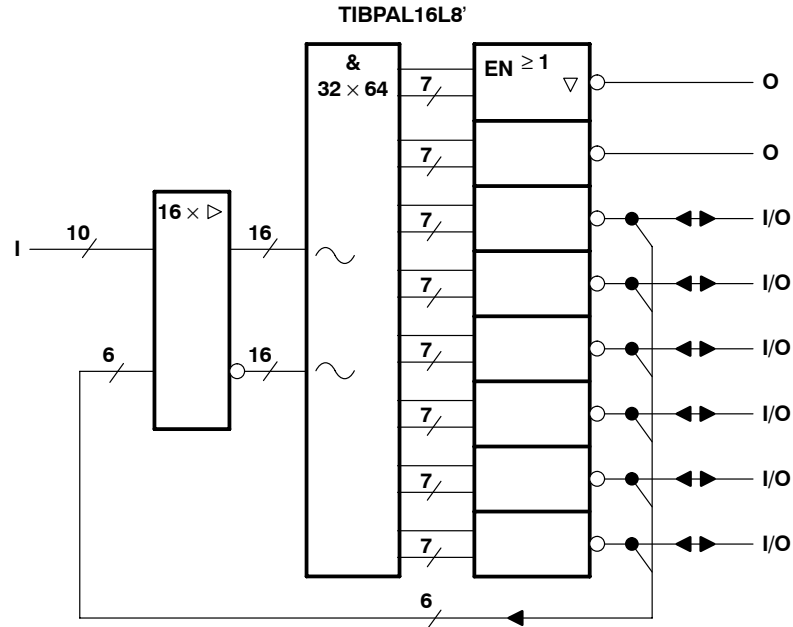 TIBPAL16L8’
&
32 × 64
EN ≥ 1
▽
7
O
7
O
16 × ▷
7
I/O
I
10
16
7
I/O
6
16
7
I/O
7
I/O
7
I/O
7
I/O
6